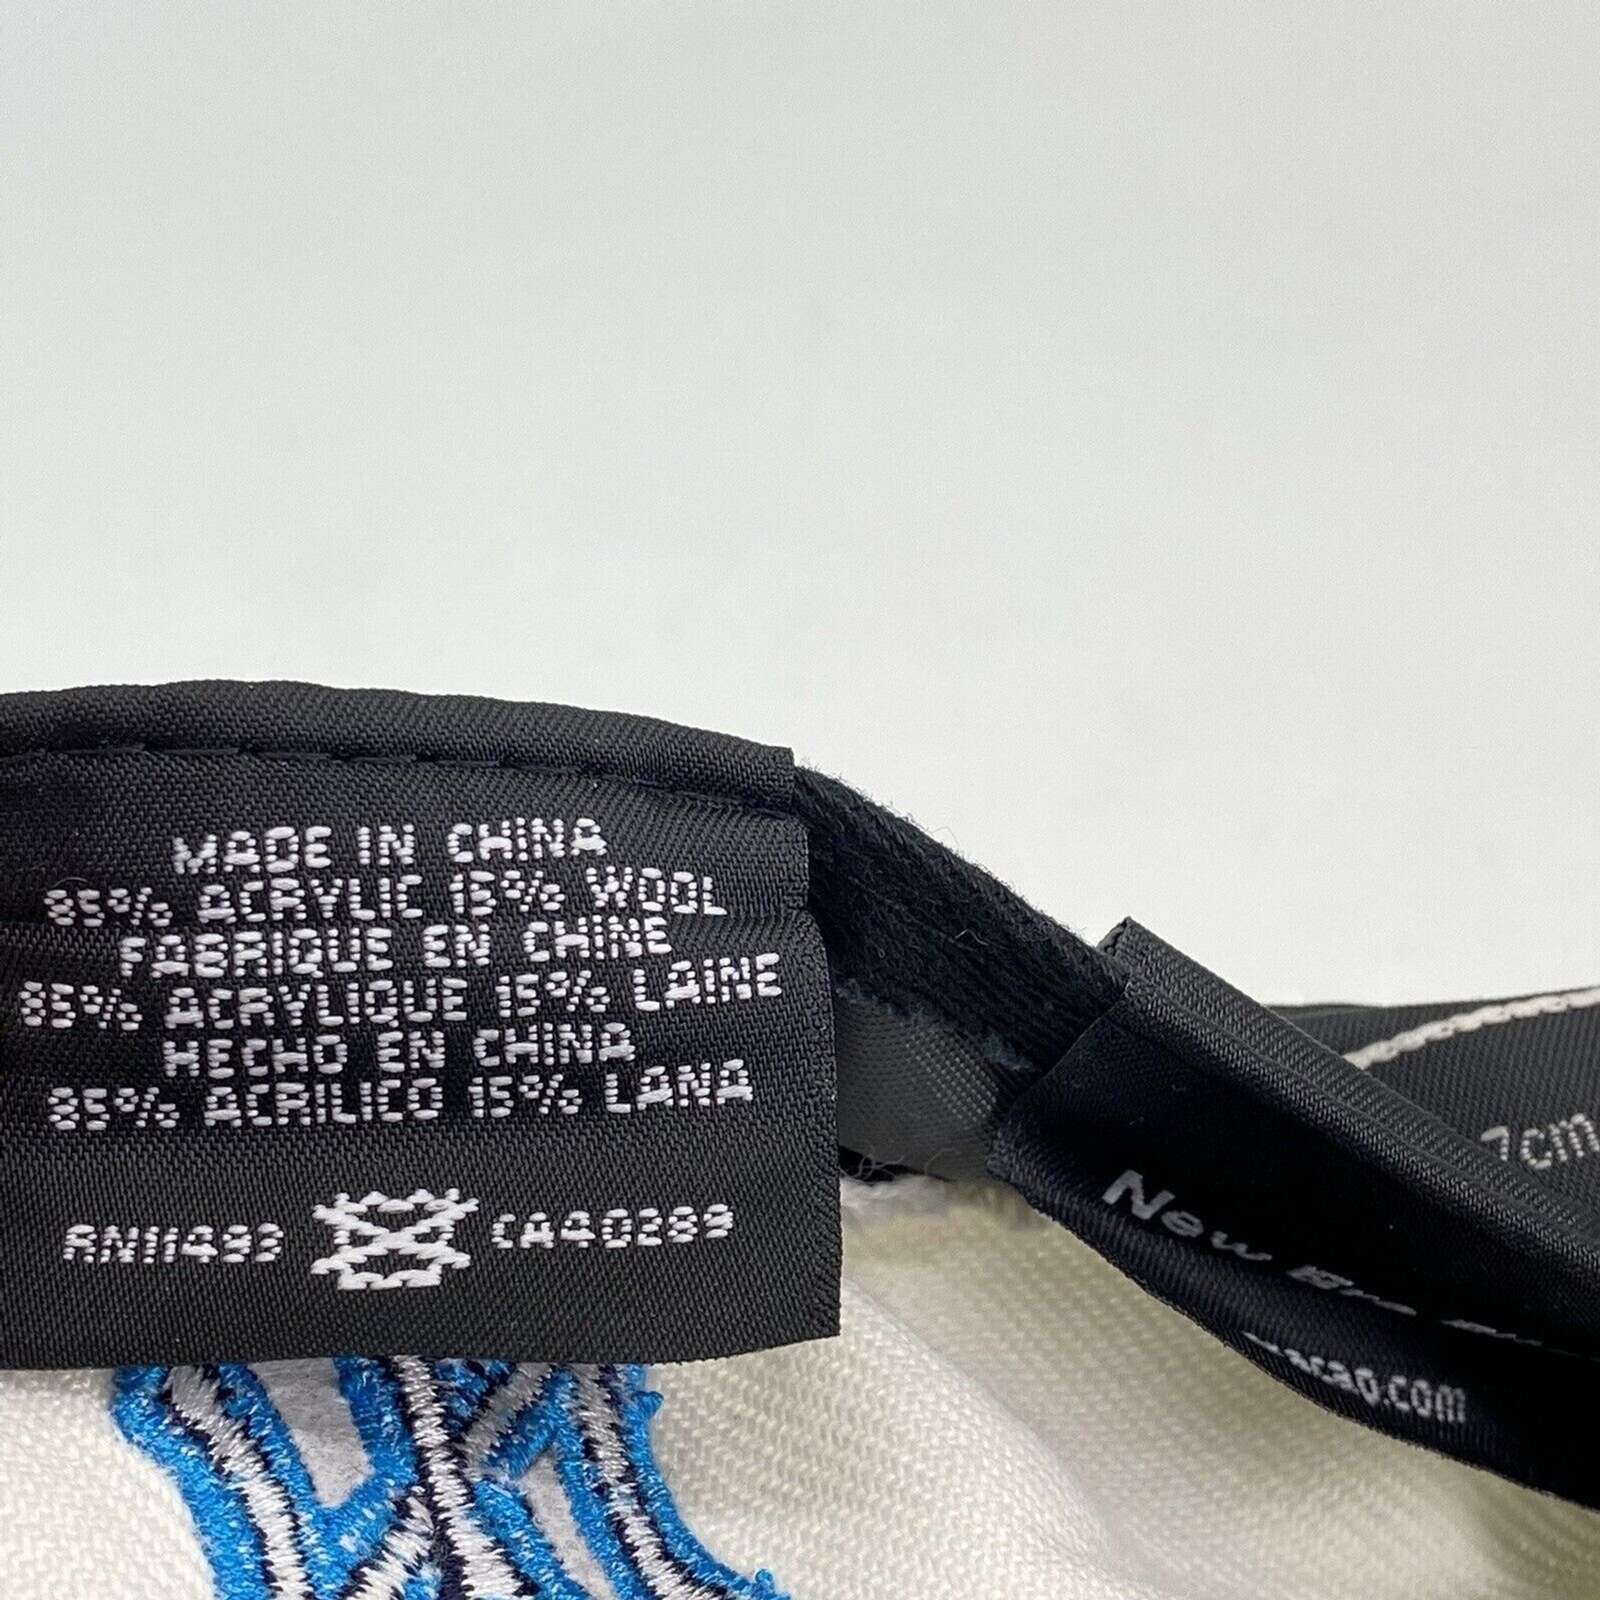 MADE IN CHINA
85% ACRYLIC 15% WOOL
FABRIQUE EN CHINE
85% ACRYLIQUE 15% LAINE
HECHO EN CHINA
85% ACRILICO 15% LANA
RN11493 CA40289
7cm
New
.com